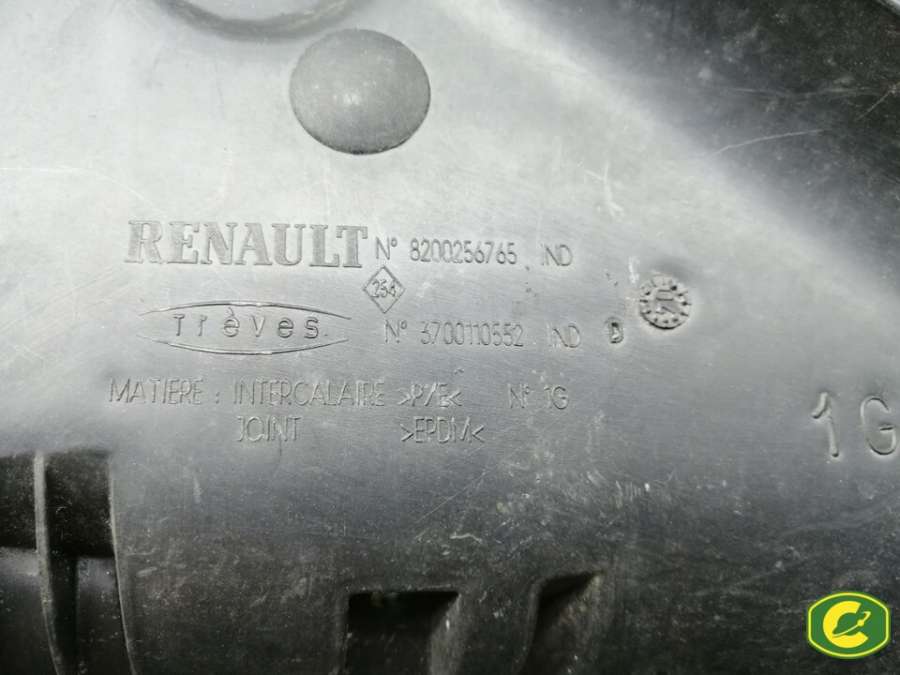 RENAULT N° 8200256765 IND
254
Trèves N° 3700110552 IND D
MATIERE : INTERCALAIRE >P/E< N° 1G
JOINT >EPDM<
1G